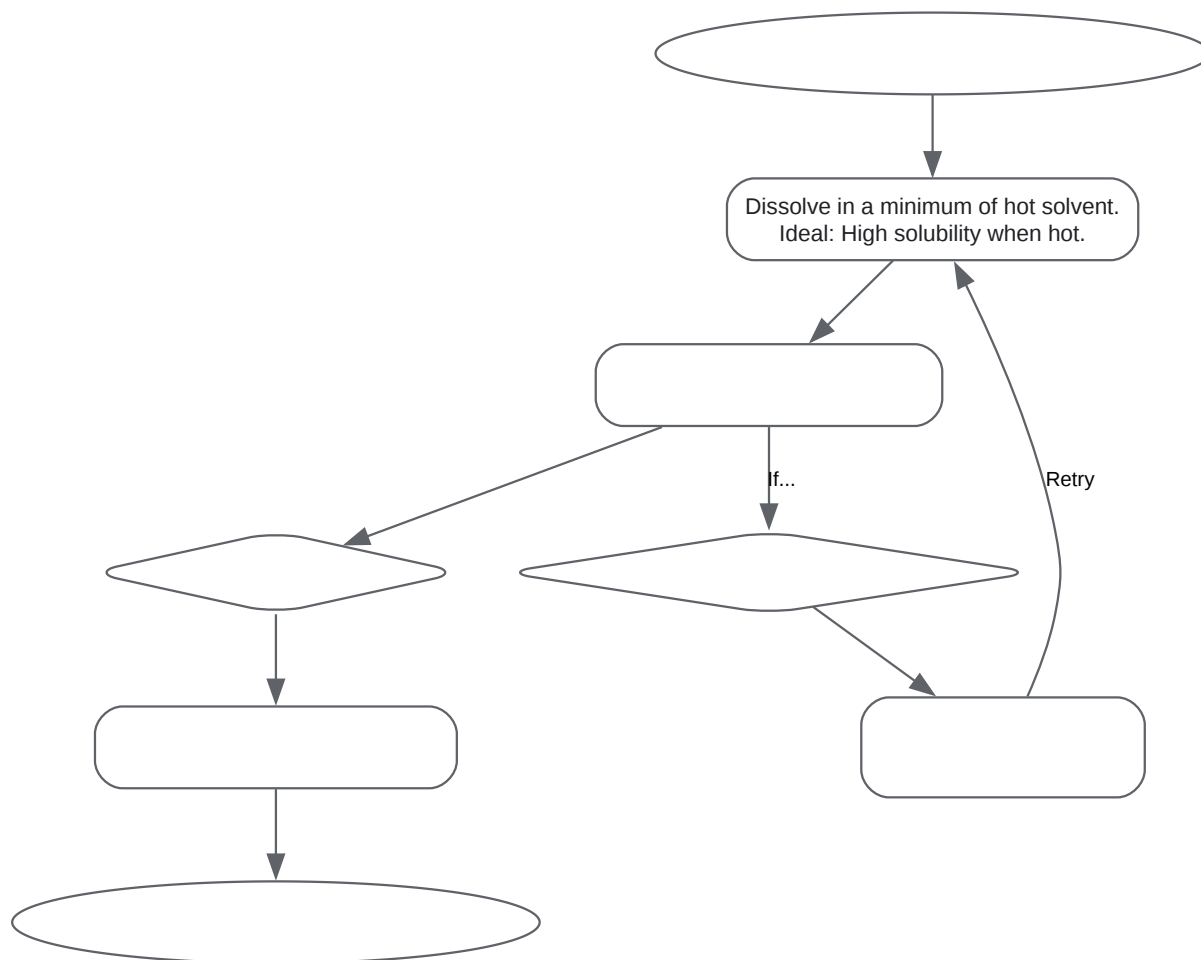 Dissolve in a minimum of hot solvent.
Ideal: High solubility when hot.
If...
Retry